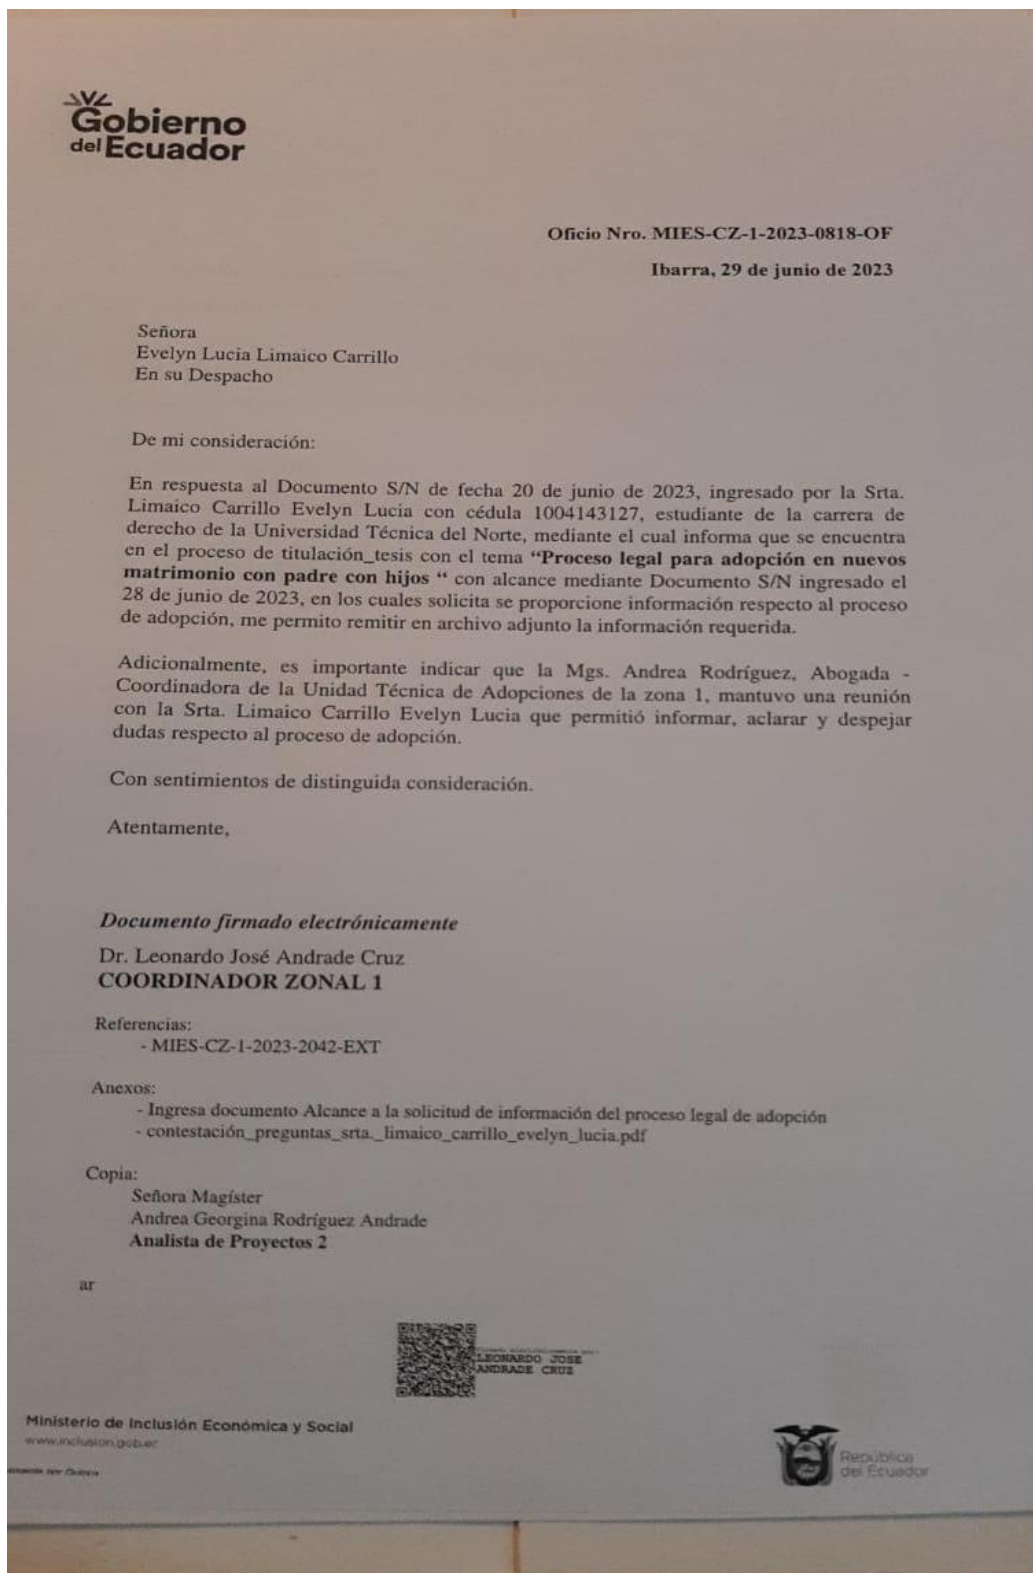 Gobierno
del Ecuador
Oficio Nro. MIES-CZ-1-2023-0818-OF
Ibarra, 29 de junio de 2023
Señora
Evelyn Lucia Limaico Carrillo
En su Despacho
De mi consideración:
En respuesta al Documento S/N de fecha 20 de junio de 2023, ingresado por la Srta.
Limaico Carrillo Evelyn Lucia con cédula 1004143127, estudiante de la carrera de
derecho de la Universidad Técnica del Norte, mediante el cual informa que se encuentra
en el proceso de titulación_tesis con el tema “Proceso legal para adopción en nuevos
matrimonio con padre con hijos “ con alcance mediante Documento S/N ingresado el
28 de junio de 2023, en los cuales solicita se proporcione información respecto al proceso
de adopción, me permito remitir en archivo adjunto la información requerida.
Adicionalmente, es importante indicar que la Mgs. Andrea Rodríguez, Abogada -
Coordinadora de la Unidad Técnica de Adopciones de la zona 1, mantuvo una reunión
con la Srta. Limaico Carrillo Evelyn Lucia que permitió informar, aclarar y despejar
dudas respecto al proceso de adopción.
Con sentimientos de distinguida consideración.
Atentamente,
Documento firmado electrónicamente
Dr. Leonardo José Andrade Cruz
COORDINADOR ZONAL 1
Referencias:
- MIES-CZ-1-2023-2042-EXT
Anexos:
- Ingresa documento Alcance a la solicitud de información del proceso legal de adopción
- contestación_preguntas_srta._limaico_carrillo_evelyn_lucia.pdf
Copia:
Señora Magíster
Andrea Georgina Rodríguez Andrade
Analista de Proyectos 2
ar
LEONARDO JOSE
ANDRADE CRUZ
Ministerio de Inclusión Económica y Social
www.inclusion.gob.ec
por Quipux
República
del Ecuador